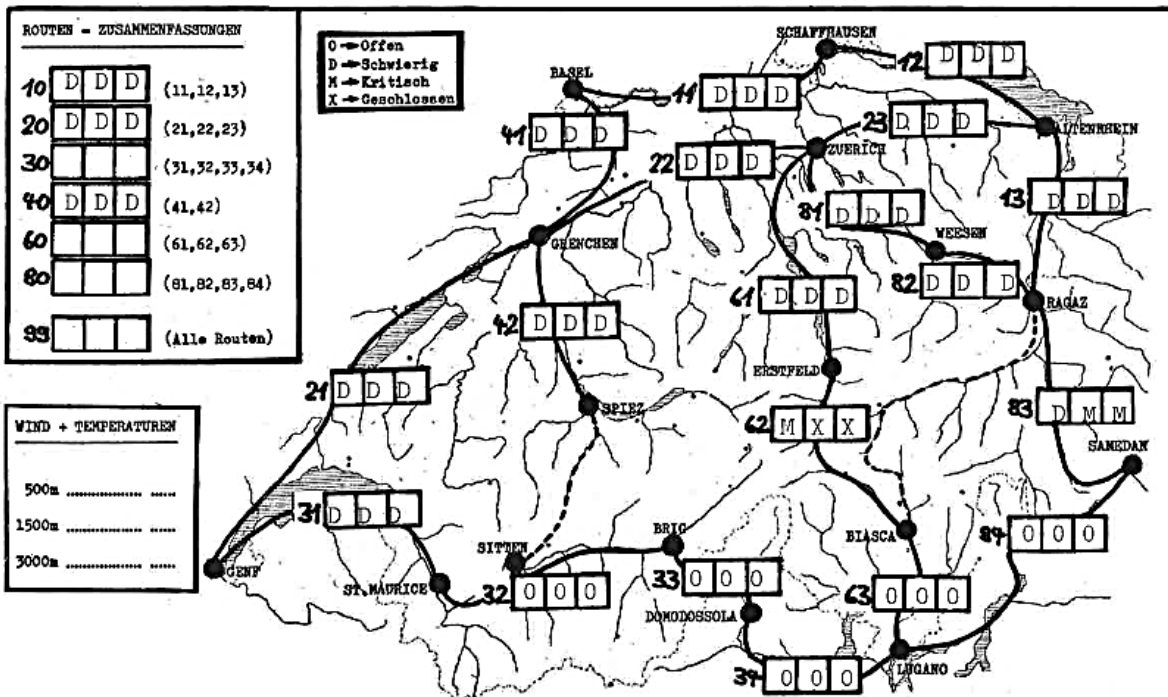 ROUTEN - ZUSAMMENFASSUNGEN
10 D D D (11,12,13)
20 D D D (21,22,23)
30 (31,32,33,34)
40 D D D (41,42)
60 (61,62,63)
80 (81,82,83,84)
99 (Alle Routen)
O → Offen
D → Schwierig
M → Kritisch
X → Geschlossen
WIND + TEMPERATUREN
500m ................ ......
1500m ................ ......
3000m ................ ......
SCHAFFHAUSEN
12 D D D
BASEL
11 D D D
41 D D D
23 D D D
ALTENRHEIN
22 D D D
ZUERICH
13 D D D
81 D D D
GRENCHEN
WEESEN
82 D D D
61 D D D
RAGAZ
42 D D D
ERSTFELD
21 D D D
SPIEZ
62 M X X
83 D M M
SAMEDAN
31 D D D
BRIG
BIASCA
84 O O O
SITTEN
GENF
ST. MAURICE
32 O O O
33 O O O
63 O O O
DOMODOSSOLA
34 O O O
LUGANO